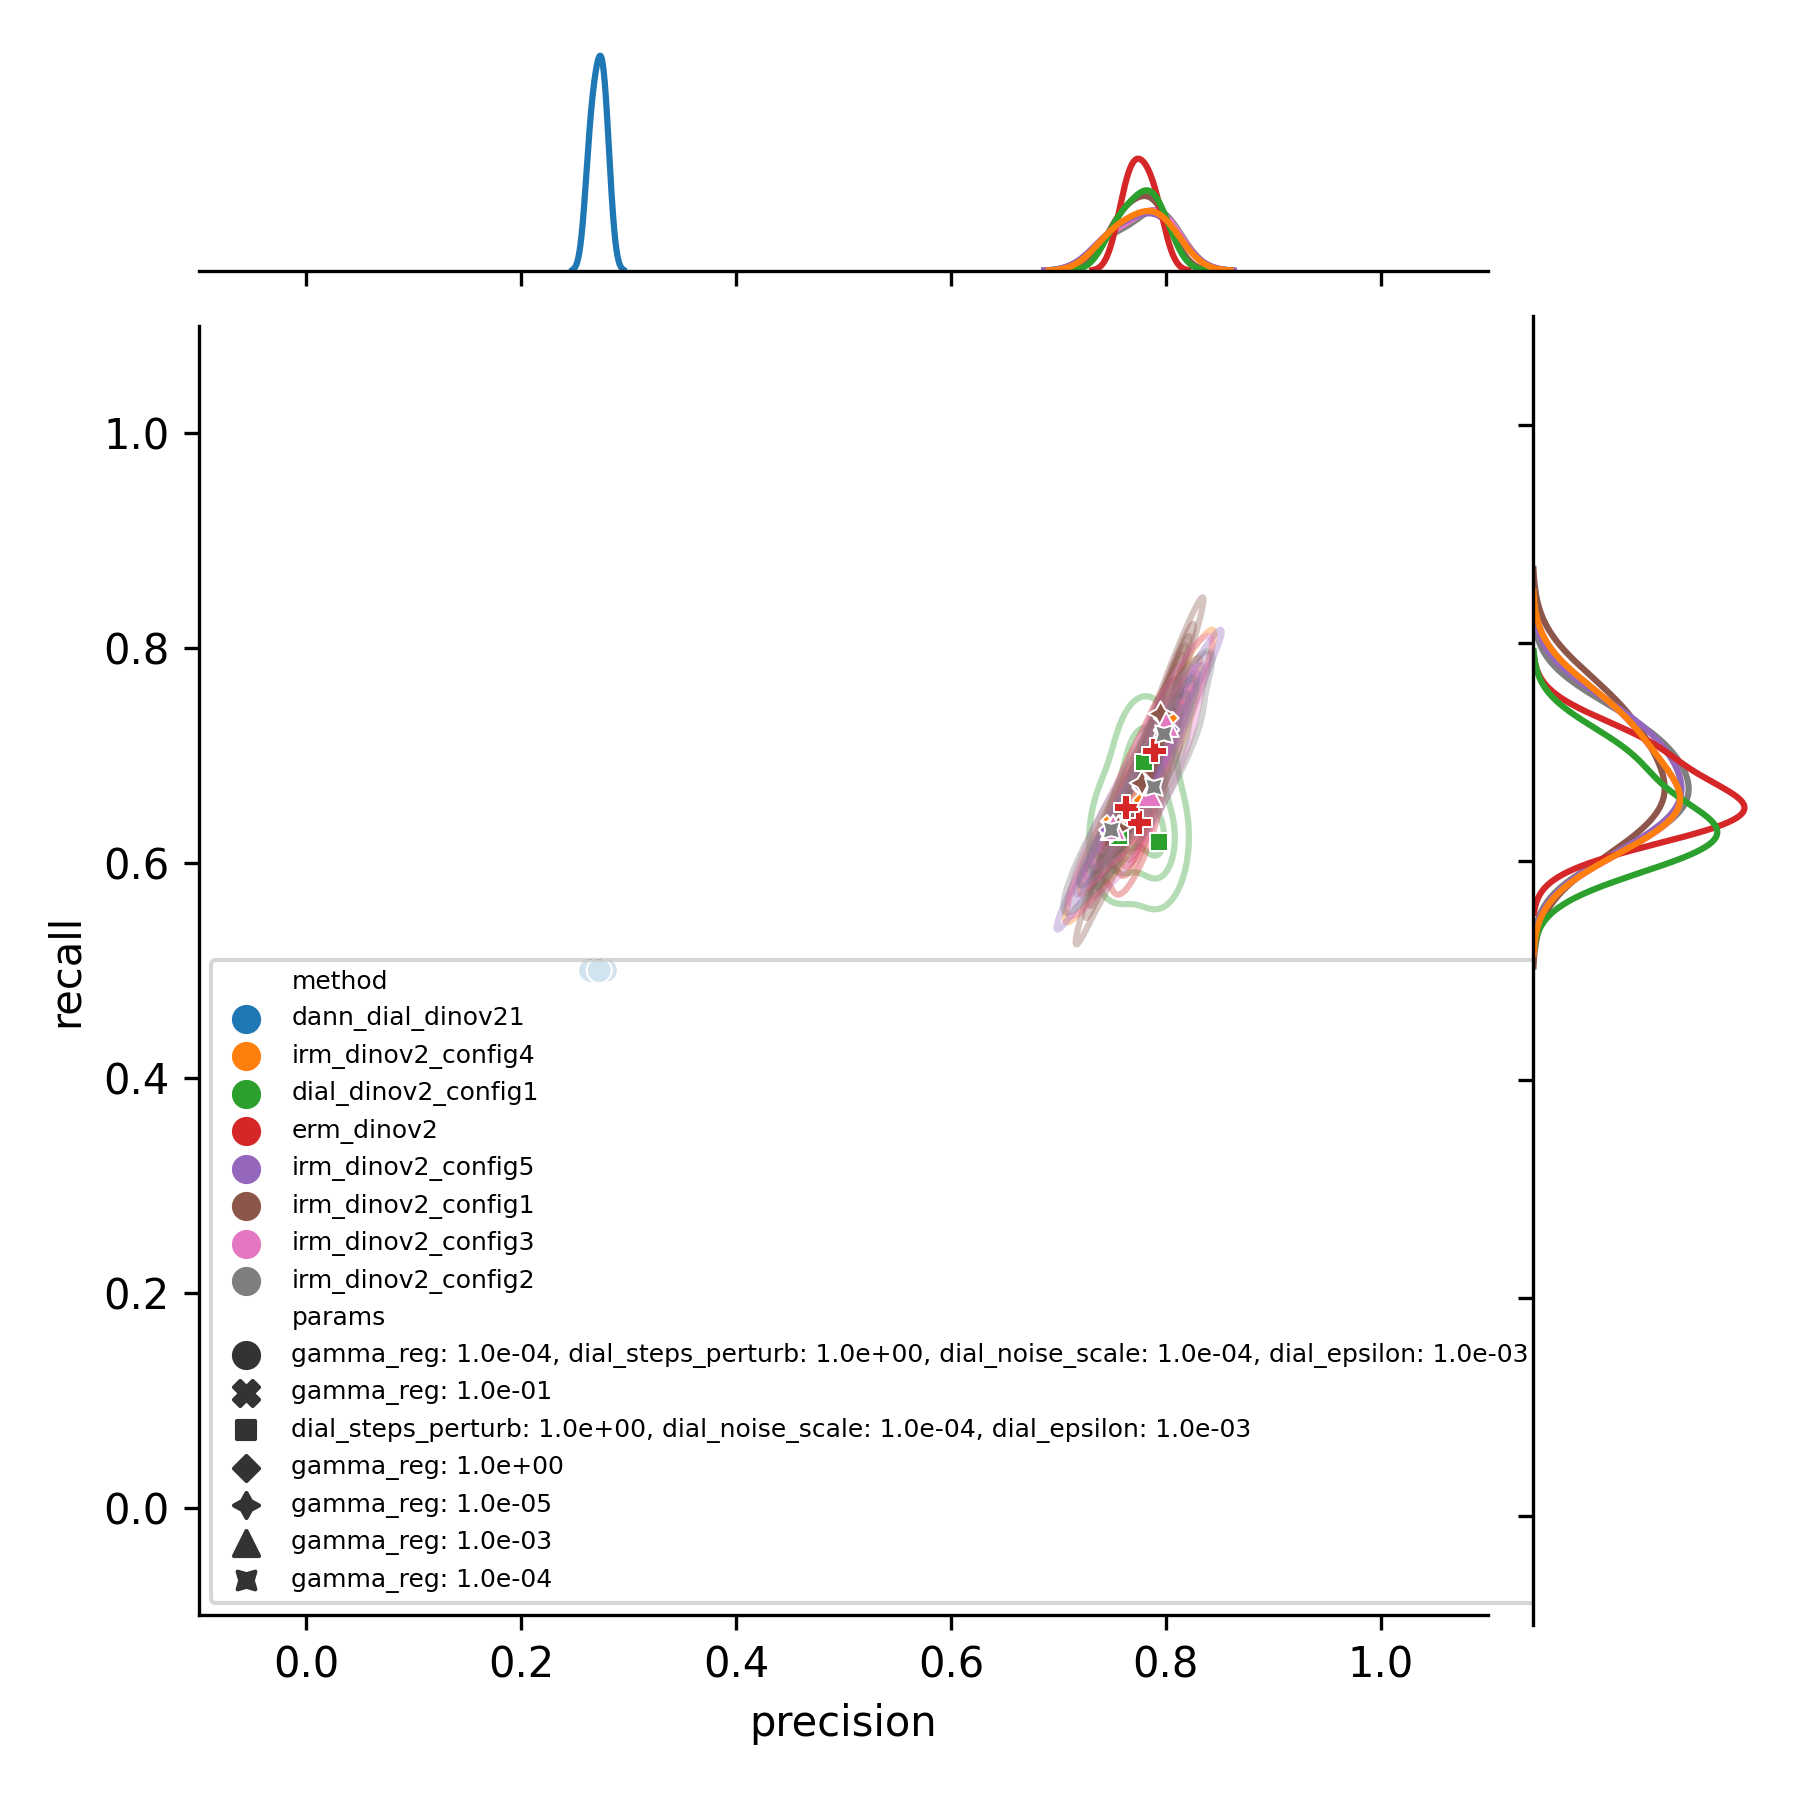 1.0
0.8
0.6
0.4
0.2
0.0
recall
method
dann_dial_dinov21
irm_dinov2_config4
dial_dinov2_config1
erm_dinov2
irm_dinov2_config5
irm_dinov2_config1
irm_dinov2_config3
irm_dinov2_config2
params
gamma_reg: 1.0e-04, dial_steps_perturb: 1.0e+00, dial_noise_scale: 1.0e-04, dial_epsilon: 1.0e-03
gamma_reg: 1.0e-01
dial_steps_perturb: 1.0e+00, dial_noise_scale: 1.0e-04, dial_epsilon: 1.0e-03
gamma_reg: 1.0e+00
gamma_reg: 1.0e-05
gamma_reg: 1.0e-03
gamma_reg: 1.0e-04
0.0 0.2 0.4 0.6 0.8 1.0
precision